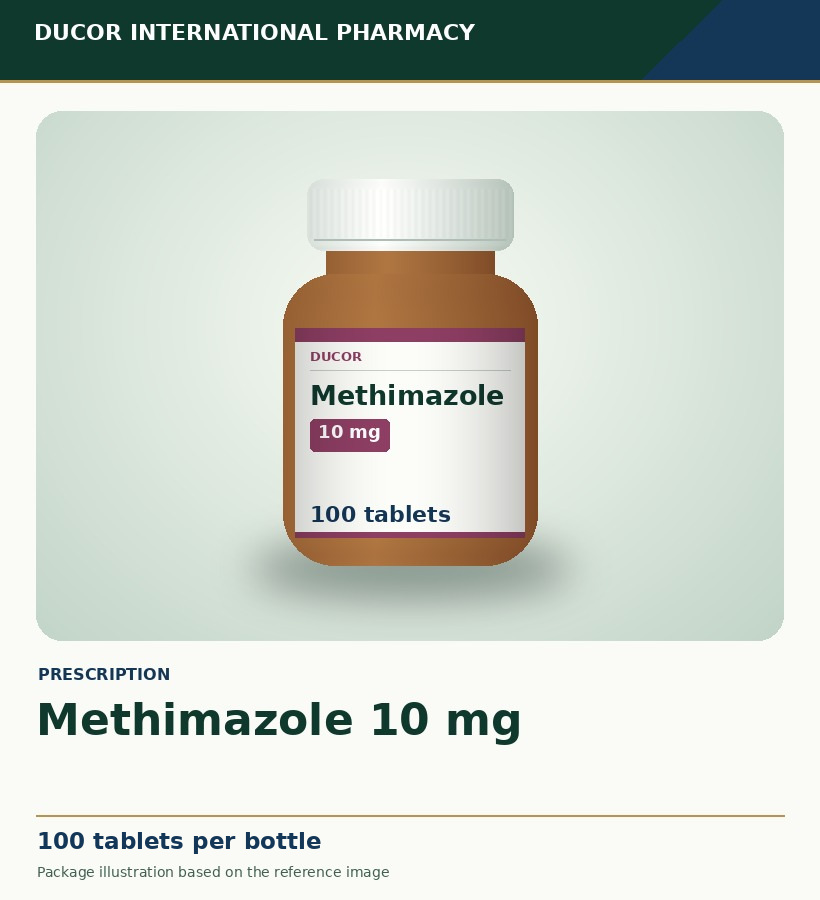 DUCOR INTERNATIONAL PHARMACY
DUCOR
Methimazole
10 mg
100 tablets
PRESCRIPTION
Methimazole 10 mg
100 tablets per bottle
Package illustration based on the reference image